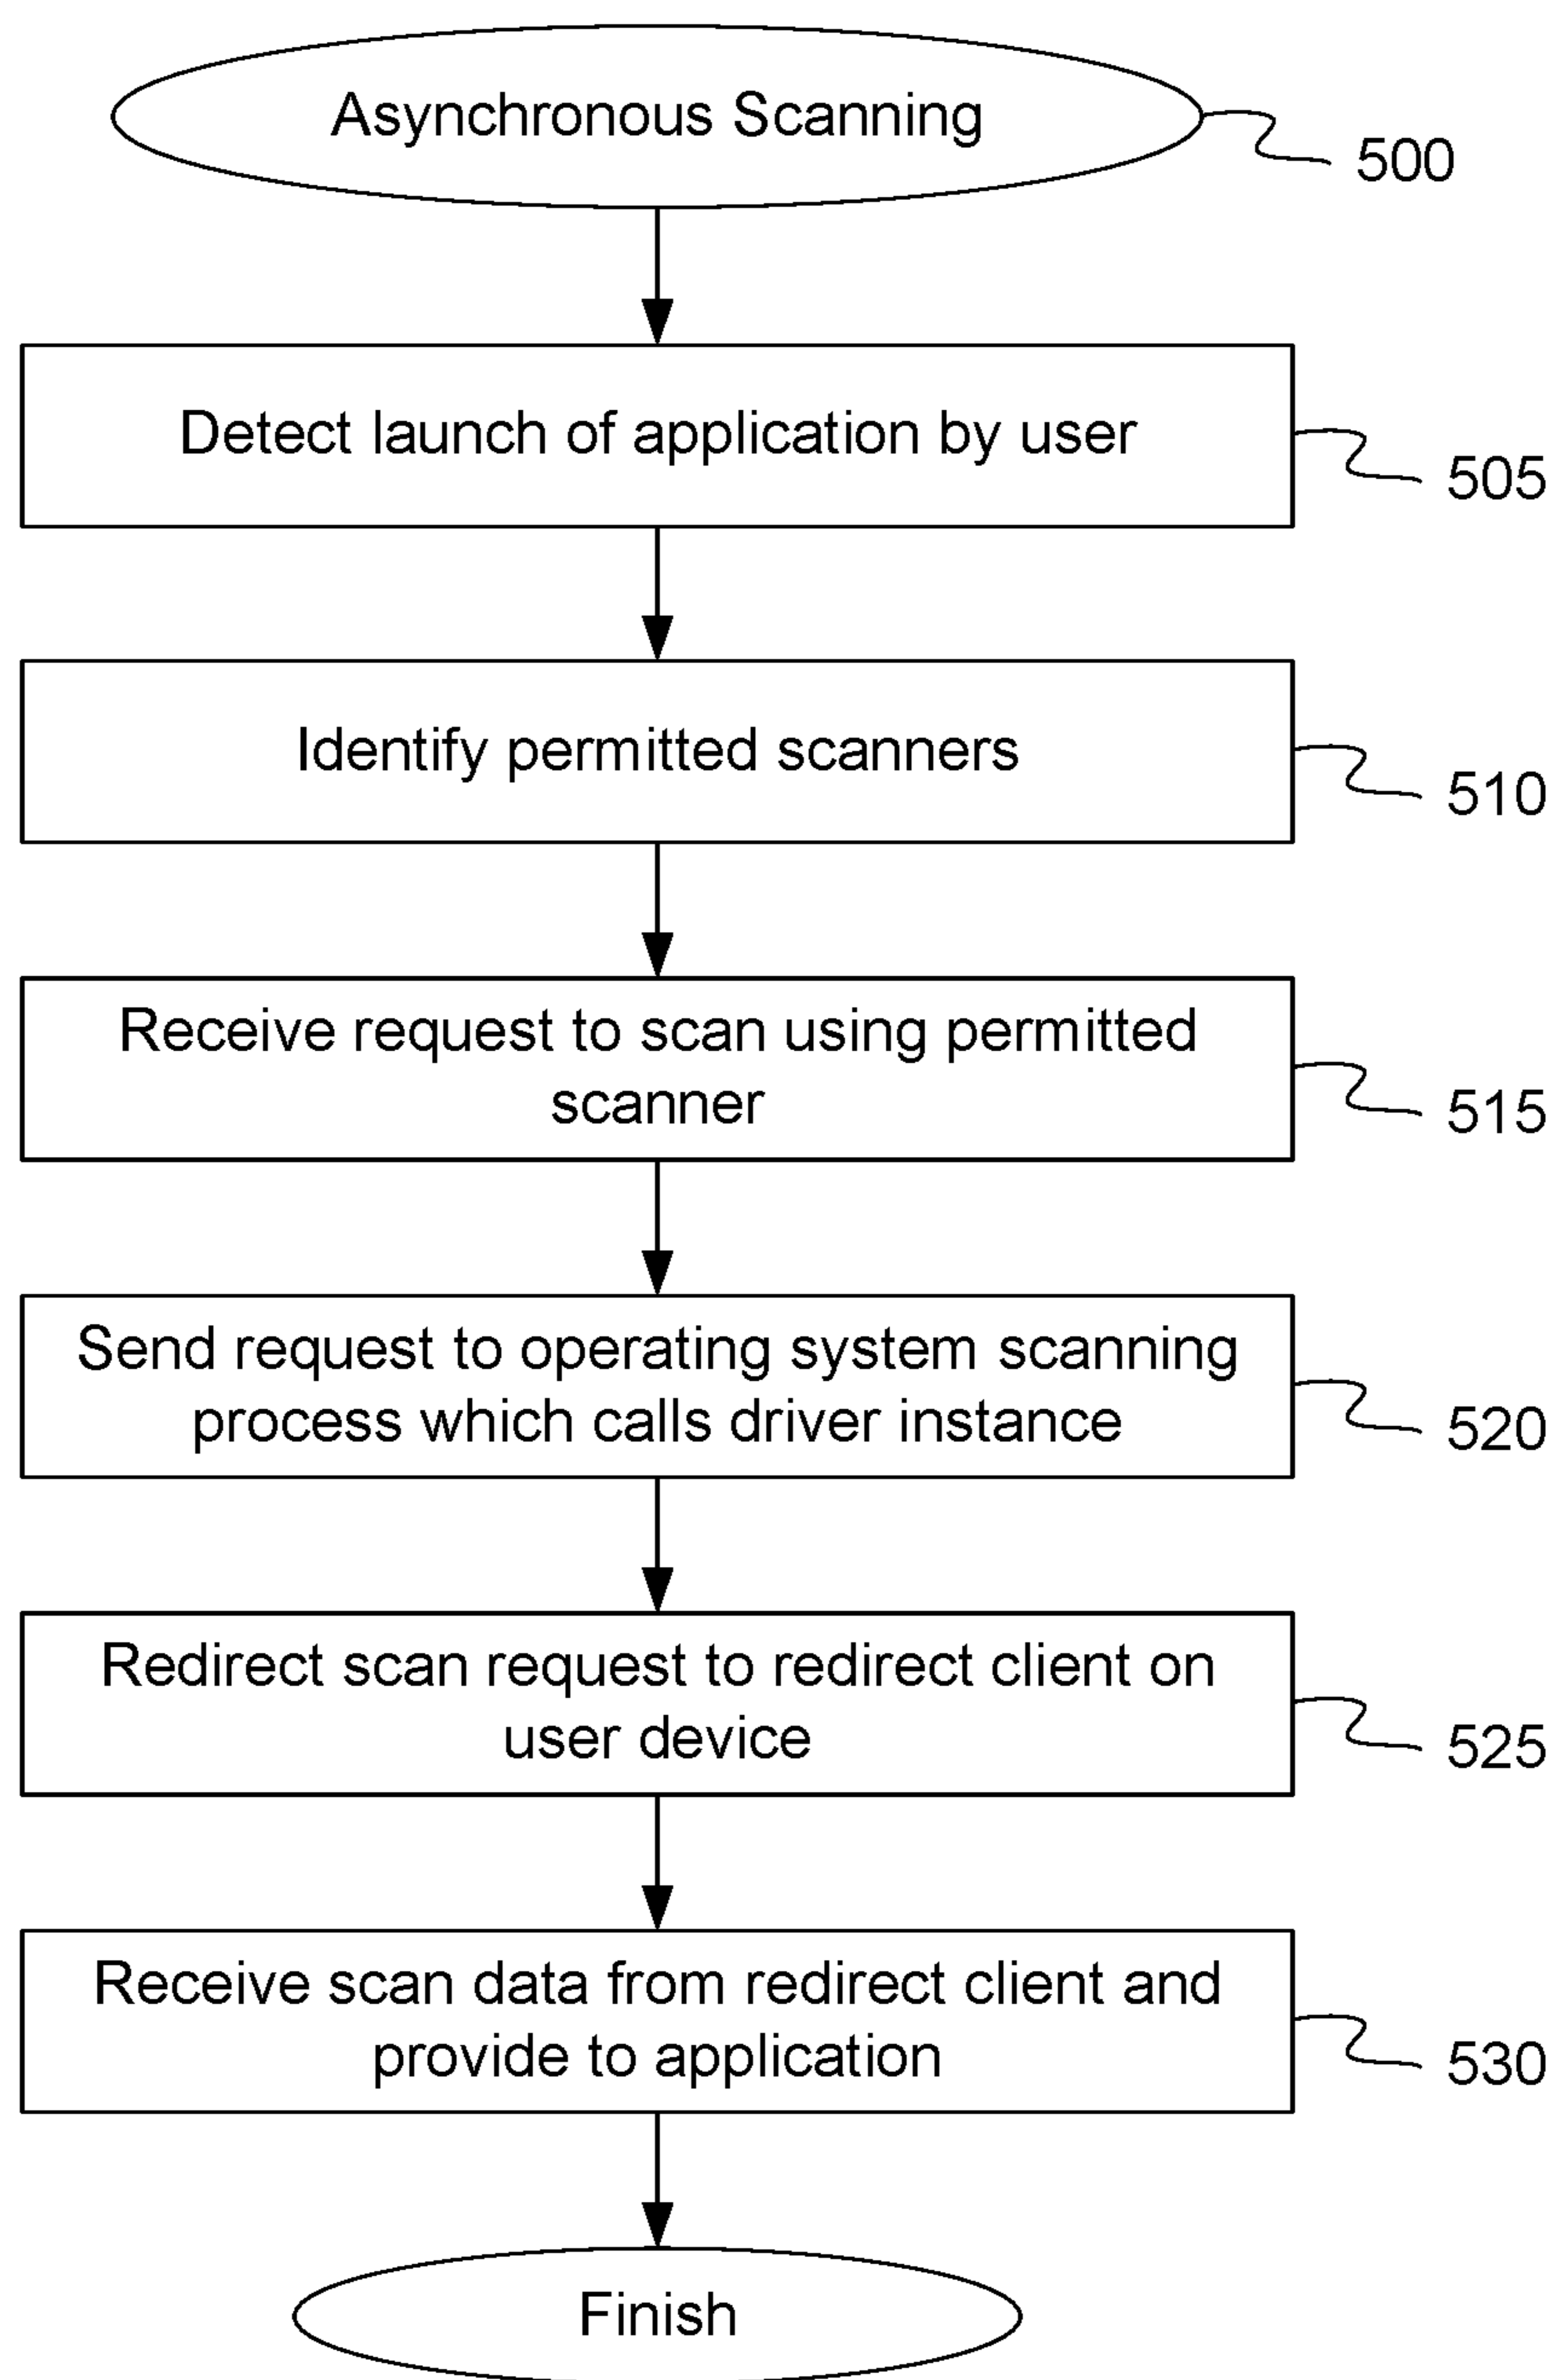 Asynchronous Scanning
500
Detect launch of application by user
505
Identify permitted scanners
510
Receive request to scan using permitted
scanner
515
Send request to operating system scanning
process which calls driver instance
520
Redirect scan request to redirect client on
user device
525
Receive scan data from redirect client and
provide to application
530
Finish